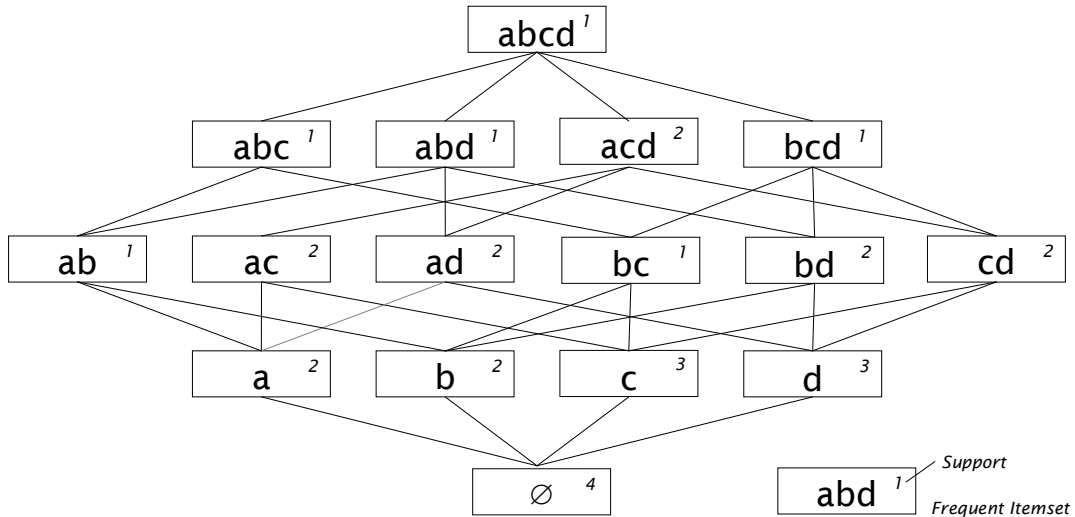 abcd 1
abc 1 abd 1 acd 2 bcd 1
ab 1 ac 2 ad 2 bc 1 bd 2 cd 2
a 2 b 2 c 3 d 3
∅ 4
Support
abd 1
Frequent Itemset